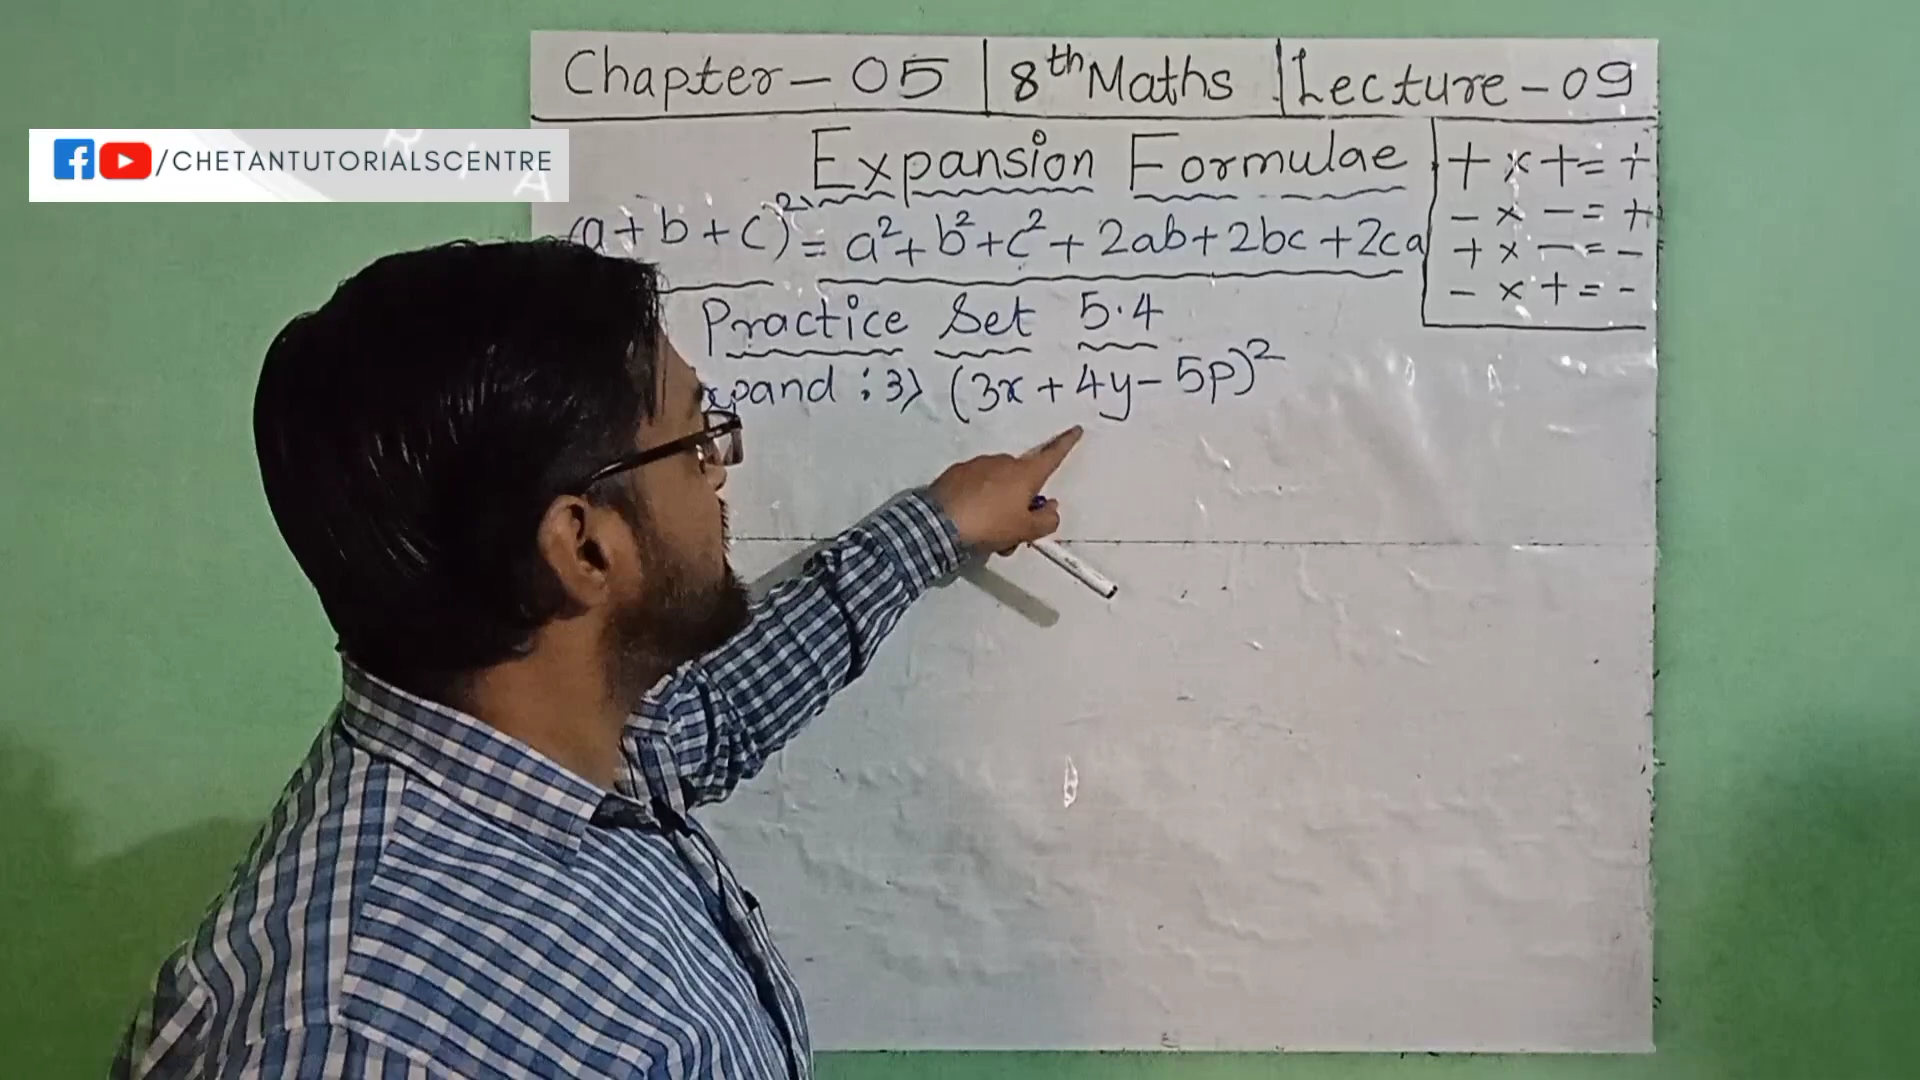 Chapter - 05 | 8th Maths | Lecture - 09
/CHETANTUTORIALSCENTRE
Expansion Formulae
(a + b + c)² = a² + b² + c² + 2ab + 2bc + 2ca
+ × + = +
- × - = +
+ × - = -
- × + = -
Practice Set 5.4
: 3) (3x + 4y - 5p)²